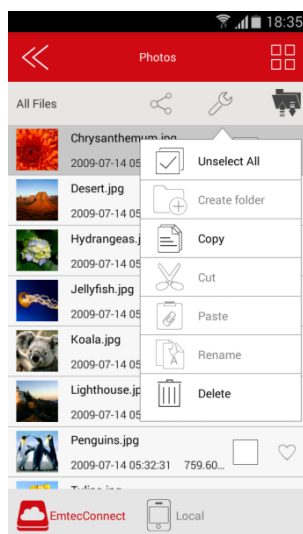 18:35
Photos
All Files
Chrysanthemum.jpg
2009-07-14 05
Unselect All
Desert.jpg
2009-07-14 05
Create folder
Hydrangeas.j
2009-07-14 05
Copy
Jellyfish.jpg
2009-07-14 05
Cut
Koala.jpg
2009-07-14 05
Paste
Rename
Lighthouse.jp
2009-07-14 05
Delete
Penguins.jpg
2009-07-14 05:32:31 759.60...
Tulips.jpg
EmtecConnect Local